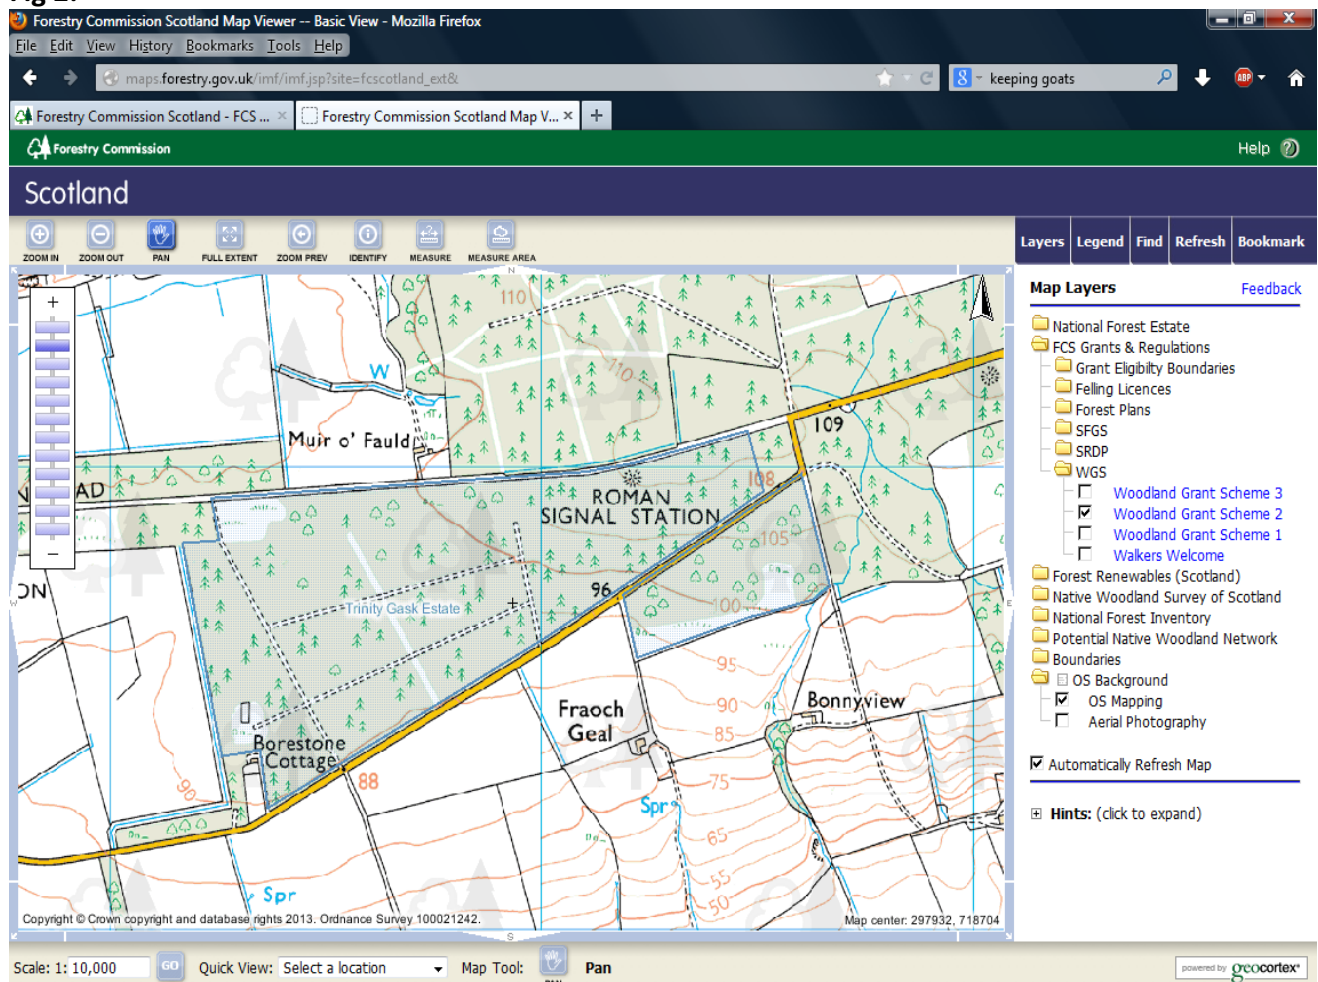 Fig 2.
Forestry Commission Scotland Map Viewer -- Basic View - Mozilla Firefox
File Edit View History Bookmarks Tools Help
maps.forestry.gov.uk/imf/imf.jsp?site=fcscotland_ext&
8 keeping goats
ABP
Forestry Commission Scotland - FCS ... ×
Forestry Commission Scotland Map V... × +
Forestry Commission
Help ?
Scotland
ZOOM IN ZOOM OUT PAN FULL EXTENT ZOOM PREV IDENTIFY MEASURE MEASURE AREA
Layers Legend Find Refresh Bookmark
N
Map Layers Feedback
National Forest Estate
FCS Grants & Regulations
Grant Eligibilty Boundaries
Felling Licences
Forest Plans
SFGS
SRDP
WGS
Woodland Grant Scheme 3
Woodland Grant Scheme 2
Woodland Grant Scheme 1
Walkers Welcome
Forest Renewables (Scotland)
Native Woodland Survey of Scotland
National Forest Inventory
Potential Native Woodland Network
Boundaries
OS Background
OS Mapping
Aerial Photography
Automatically Refresh Map
Hints: (click to expand)
110
W
110
109
Muir o' Fauld
108
AD
ROMAN
SIGNAL STATION
105
ON
96
100
Trinity Gask Estate
W
E
95
90
Bonnyview
Fraoch
Geal
85
Borestone
Cottage
88
90
75
Spr
65
55
50
Spr
Copyright © Crown copyright and database rights 2013. Ordnance Survey 100021242.
Map center: 297932, 718704
S
Scale: 1: 10,000 GO Quick View: Select a location Map Tool: Pan
powered by geocortex